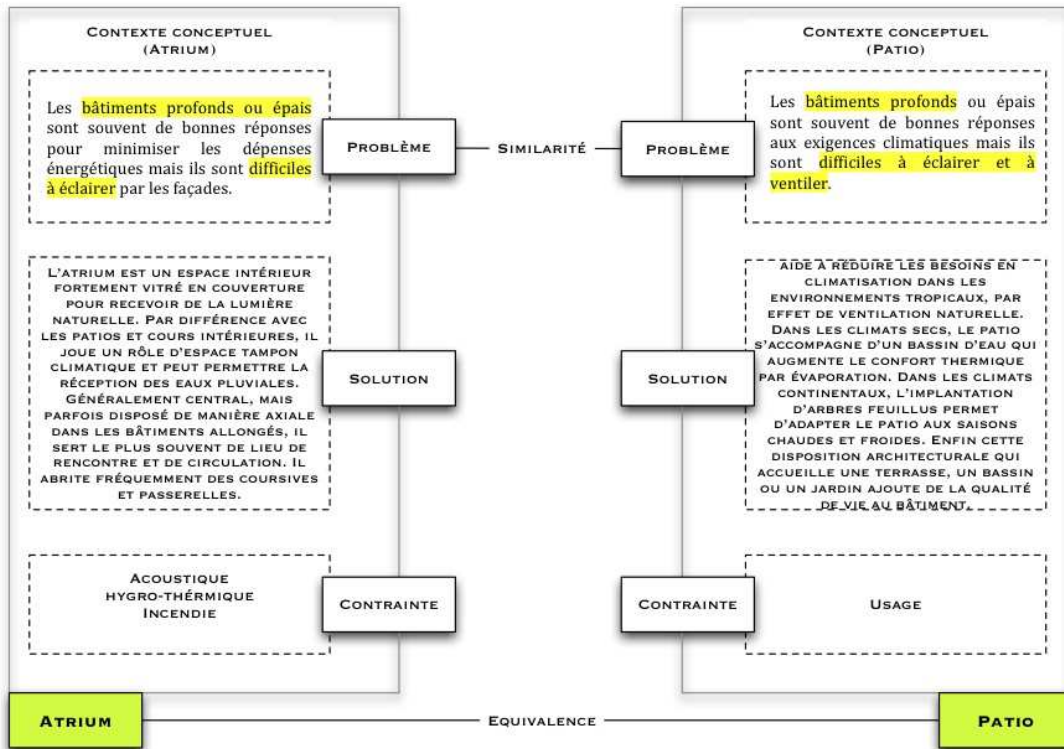 CONTEXTE CONCEPTUEL
(ATRIUM)
Les bâtiments profonds ou épais
sont souvent de bonnes réponses
pour minimiser les dépenses
énergétiques mais ils sont difficiles
à éclairer par les façades.
PROBLÈME
SIMILARITÉ
CONTEXTE CONCEPTUEL
(PATIO)
PROBLÈME
Les bâtiments profonds ou épais
sont souvent de bonnes réponses
aux exigences climatiques mais ils
sont difficiles à éclairer et à
ventiler.
L'ATRIUM EST UN ESPACE INTÉRIEUR
FORTEMENT VITRÉ EN COUVERTURE
POUR RECEVOIR DE LA LUMIÈRE
NATURELLE. PAR DIFFÉRENCE AVEC
LES PATIOS ET COURS INTÉRIEURES, IL
JOUE UN RÔLE D'ESPACE TAMPON
CLIMATIQUE ET PEUT PERMETTRE LA
RÉCEPTION DES EAUX PLUVIALES.
GÉNÉRALEMENT CENTRAL, MAIS
PARFOIS DISPOSÉ DE MANIÈRE AXIALE
DANS LES BÂTIMENTS ALLONGÉS, IL
SERT LE PLUS SOUVENT DE LIEU DE
RENCONTRE ET DE CIRCULATION. IL
ABRITE FRÉQUEMMENT DES COURSIVES
ET PASSERELLES.
SOLUTION
SOLUTION
AIDE À RÉDUIRE LES BESOINS EN
CLIMATISATION DANS LES
ENVIRONNEMENTS TROPICAUX, PAR
EFFET DE VENTILATION NATURELLE.
DANS LES CLIMATS SECS, LE PATIO
S'ACCOMPAGNE D'UN BASSIN D'EAU QUI
AUGMENTE LE CONFORT THERMIQUE
PAR ÉVAPORATION. DANS LES CLIMATS
CONTINENTAUX, L'IMPLANTATION
D'ARBRES FEUILLUS PERMET
D'ADAPTER LE PATIO AUX SAISONS
CHAUDES ET FROIDES. ENFIN CETTE
DISPOSITION ARCHITECTURALE QUI
ACCUEILLE UNE TERRASSE, UN BASSIN
OU UN JARDIN AJOUTE DE LA QUALITÉ
DE VIE AU BÂTIMENT.
ACOUSTIQUE
HYGRO-THÉRMIQUE
INCENDIE
CONTRAINTE
CONTRAINTE
USAGE
ATRIUM
EQUIVALENCE
PATIO